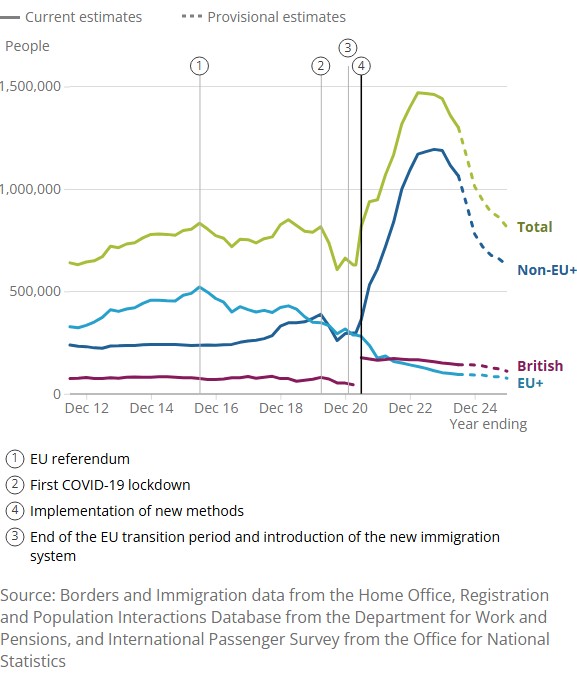 Current estimates
Provisional estimates
People
1
2
3
4
1,500,000
1,000,000
500,000
0
Total
Non-EU+
British
EU+
Dec 12
Dec 14
Dec 16
Dec 18
Dec 20
Dec 22
Dec 24
Year ending
1 EU referendum
2 First COVID-19 lockdown
4 Implementation of new methods
3 End of the EU transition period and introduction of the new immigration
system
Source: Borders and Immigration data from the Home Office, Registration
and Population Interactions Database from the Department for Work and
Pensions, and International Passenger Survey from the Office for National
Statistics